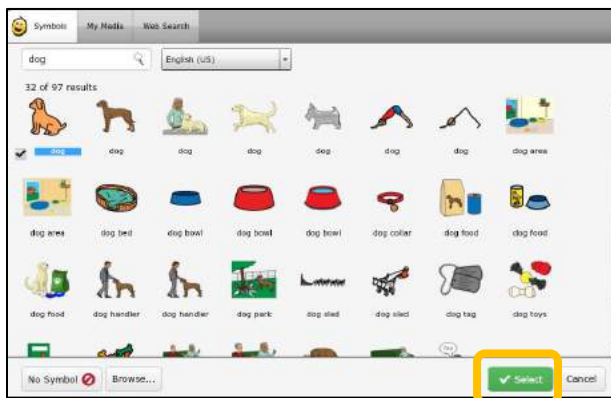 Symbols My Media Web Search
dog English (US)
32 of 97 results
dog dog dog dog dog dog dog dog area
dog area dog bed dog bowl dog bowl dog bowl dog collar dog food dog food
dog food dog handler dog handler dog park dog sled dog sled dog tag dog toys
No Symbol Browse... Select Cancel